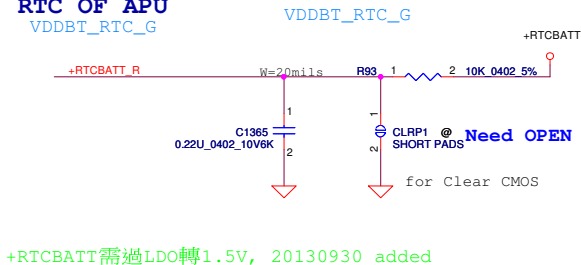 RTC OF APU
VDDBT_RTC_G
VDDBT_RTC_G
+RTCBATT
+RTCBATT_R
W=20mils
R93
1
2
10K_0402_5%
1
C1365
0.22U_0402_10V6K
2
1
CLRP1
@
SHORT PADS
2
Need OPEN
for Clear CMOS
+RTCBATT需過LDO轉1.5V, 20130930 added